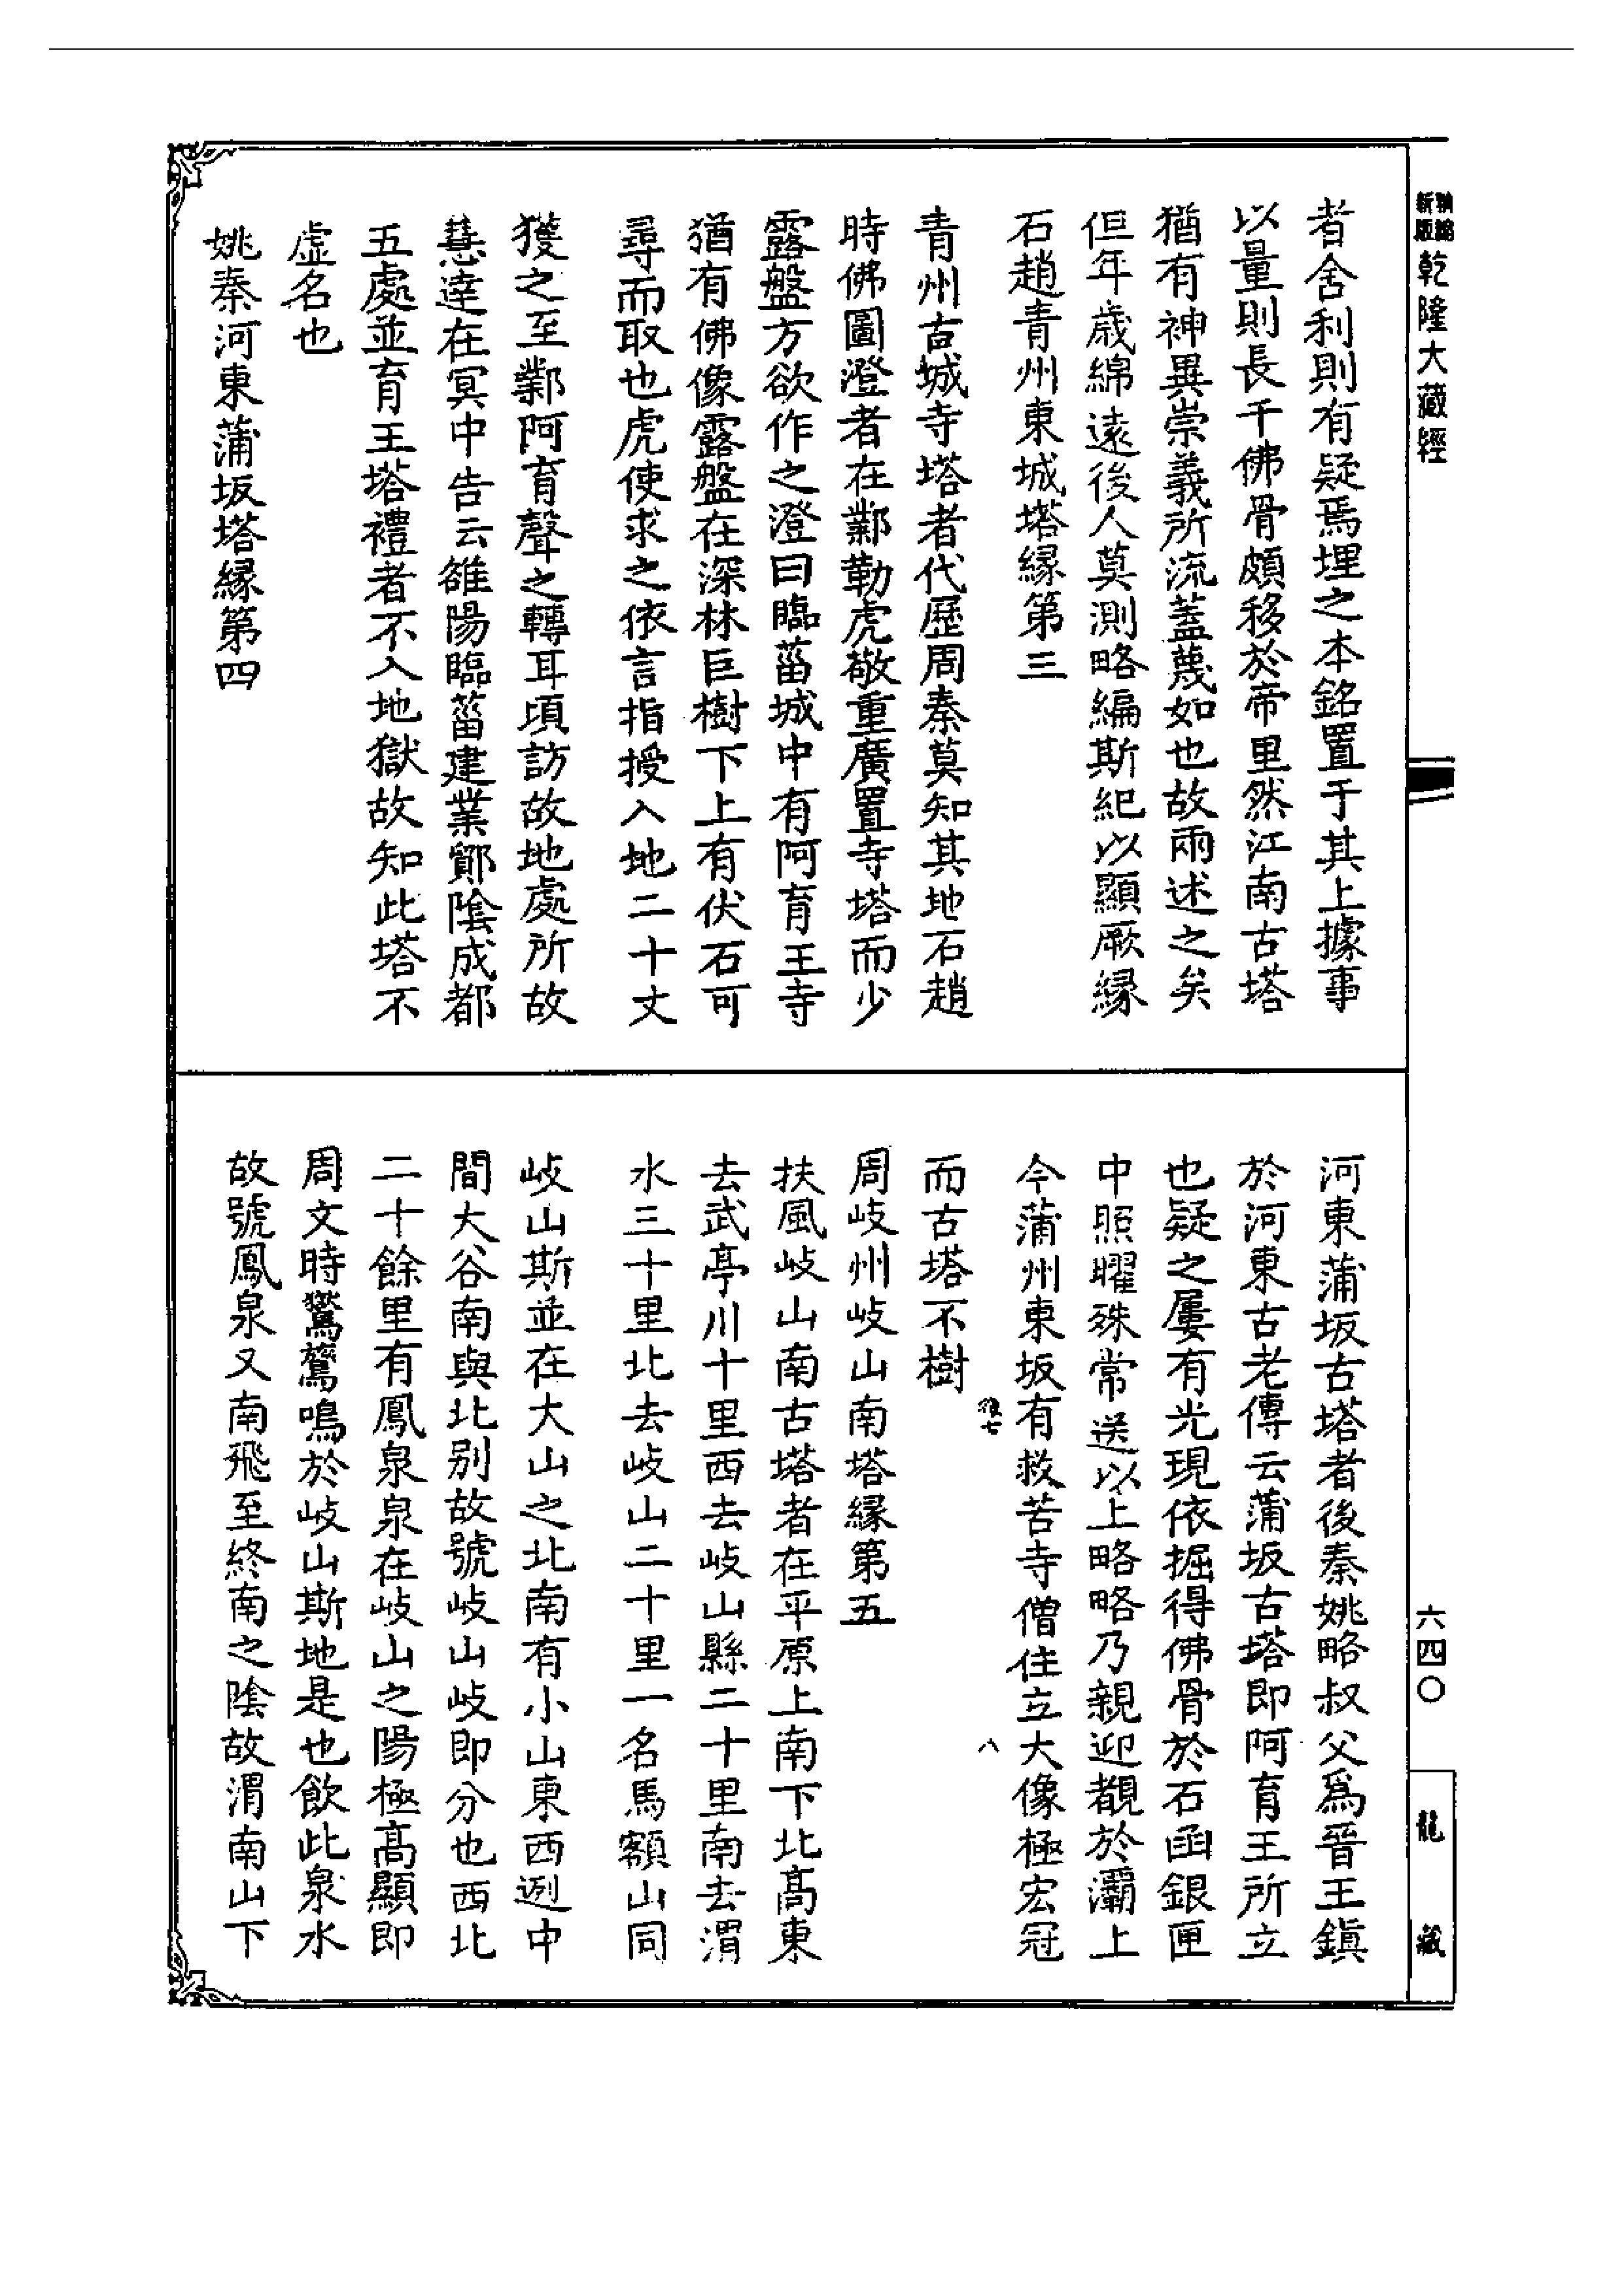 乾隆大藏經
者舍利則有疑焉埋之本銘置于其上據事
以量則長干佛骨頗移於帝里然江南古塔
猶有神異崇義所流蓋蔑如也故兩述之矣
但年歲綿遠後人莫測略編斯紀以顯厥緣
石趙青州東城塔緣第三
青州古城寺塔者代歷周秦莫知其地石趙
時佛圖澄者在鄴勒虎敬重廣置寺塔而少
露盤方欲作之澄曰臨菑城中有阿育王寺
猶有佛像露盤在深林巨樹下上有伏石可
尋而取也虎使求之依言指授入地二十丈
獲之至鄴阿育聲之轉耳頃訪故地處所故
慧達在冥中告云雒陽臨菑建業鄮陰成都
五處並育王塔禮者不入地獄故知此塔不
虛名也
姚秦河東蒲坂塔緣第四
河東蒲坂古塔者後秦姚略叔父為晉王鎮
於河東古老傳云蒲坂古塔即阿育王所立
也疑之屢有光現依掘得佛骨於石函銀匣
中照曜殊常送以上略略乃親迎覩於灞上
今蒲州東坂有救苦寺僧住立大像極宏冠
而古塔不樹
八
周岐州岐山南塔緣第五
扶風岐山南古塔者在平原上南下北高東
去武亭川十里西去岐山縣二十里南去渭
水三十里北去岐山二十里一名馬額山同
岐山斯並在大山之北南有小山東西迾中
間大谷南與北別故號岐山岐即分也西北
二十餘里有鳳泉泉在岐山之陽極高顯即
周文時鸑鷟鳴於岐山斯地是也飲此泉水
故號鳳泉又南飛至終南之陰故渭南山下
六四〇
龍藏